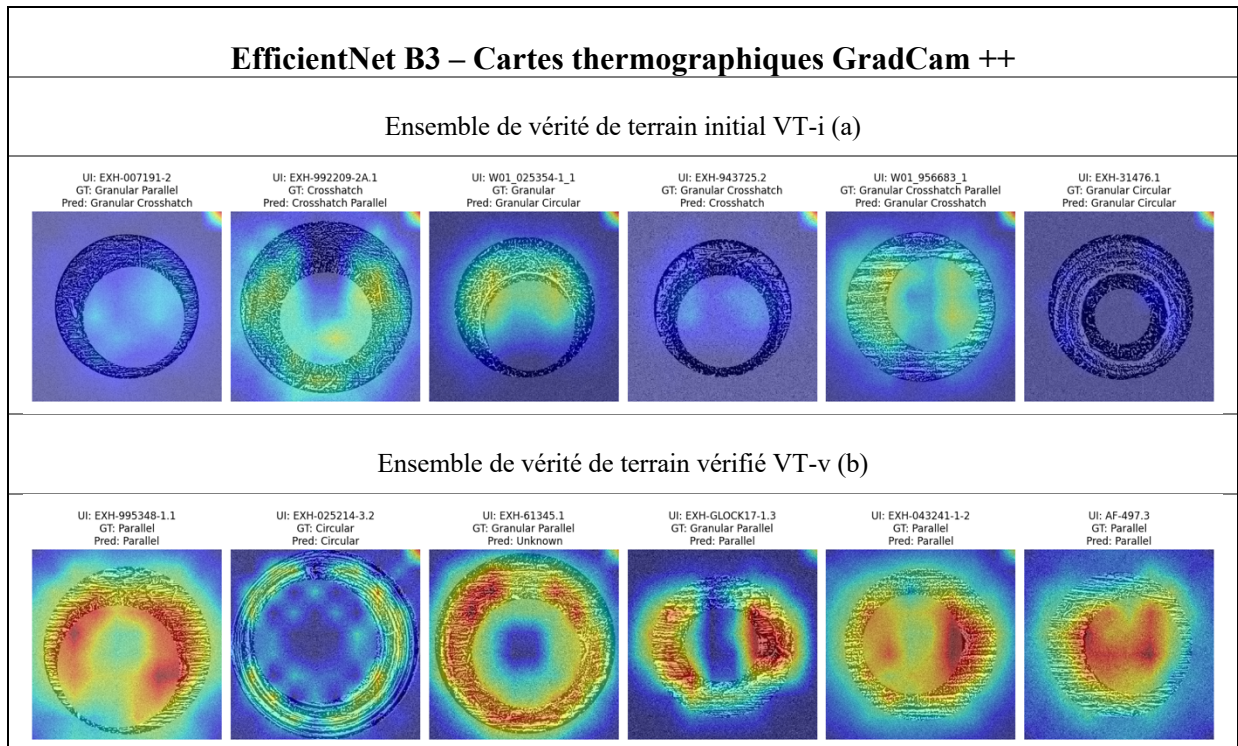 EfficientNet B3 – Cartes thermographiques GradCam ++
Ensemble de vérité de terrain initial VT-i (a)
UI: EXH-007191-2
GT: Granular Parallel
Pred: Granular Crosshatch
UI: EXH-992209-2A.1
GT: Crosshatch
Pred: Crosshatch Parallel
UI: W01_025354-1_1
GT: Granular
Pred: Granular Circular
UI: EXH-943725.2
GT: Granular Crosshatch
Pred: Crosshatch
UI: W01_956683_1
GT: Granular Crosshatch Parallel
Pred: Granular Crosshatch
UI: EXH-31476.1
GT: Granular Circular
Pred: Granular Circular
Ensemble de vérité de terrain vérifié VT-v (b)
UI: EXH-995348-1.1
GT: Parallel
Pred: Parallel
UI: EXH-025214-3.2
GT: Circular
Pred: Circular
UI: EXH-61345.1
GT: Granular Parallel
Pred: Unknown
UI: EXH-GLOCK17-1.3
GT: Granular Parallel
Pred: Parallel
UI: EXH-043241-1-2
GT: Parallel
Pred: Parallel
UI: AF-497.3
GT: Parallel
Pred: Parallel